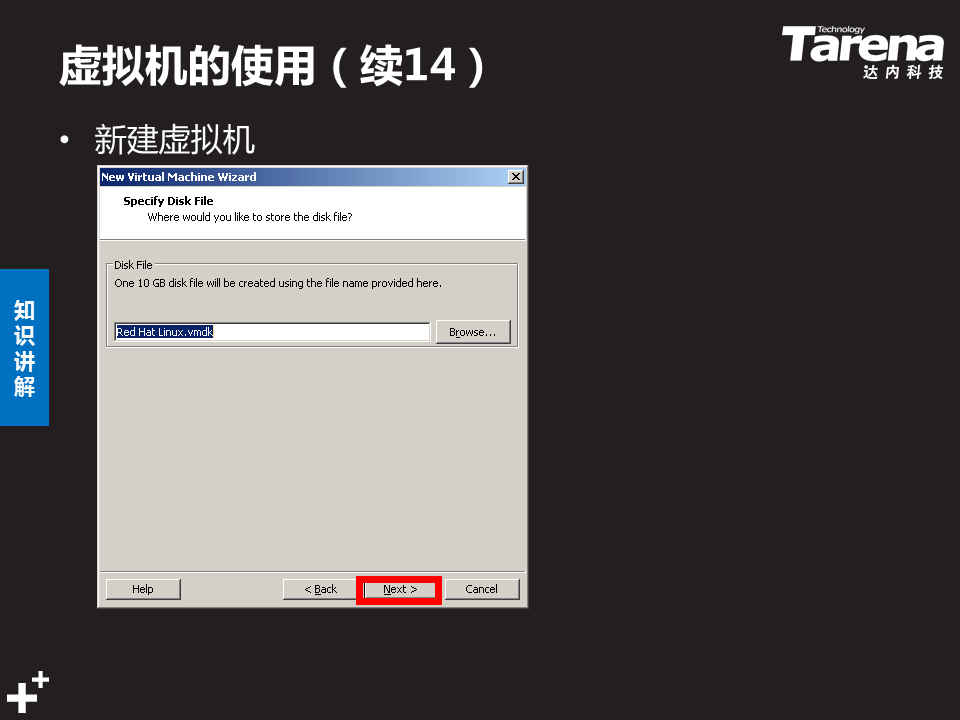 虚拟机的使用（续14）
Technology
Tarena
达内科技
• 新建虚拟机
New Virtual Machine Wizard
Specify Disk File
Where would you like to store the disk file?
Disk File
One 10 GB disk file will be created using the file name provided here.
Red Hat Linux.vmdk
Browse...
知识讲解
Help
< Back
Next >
Cancel